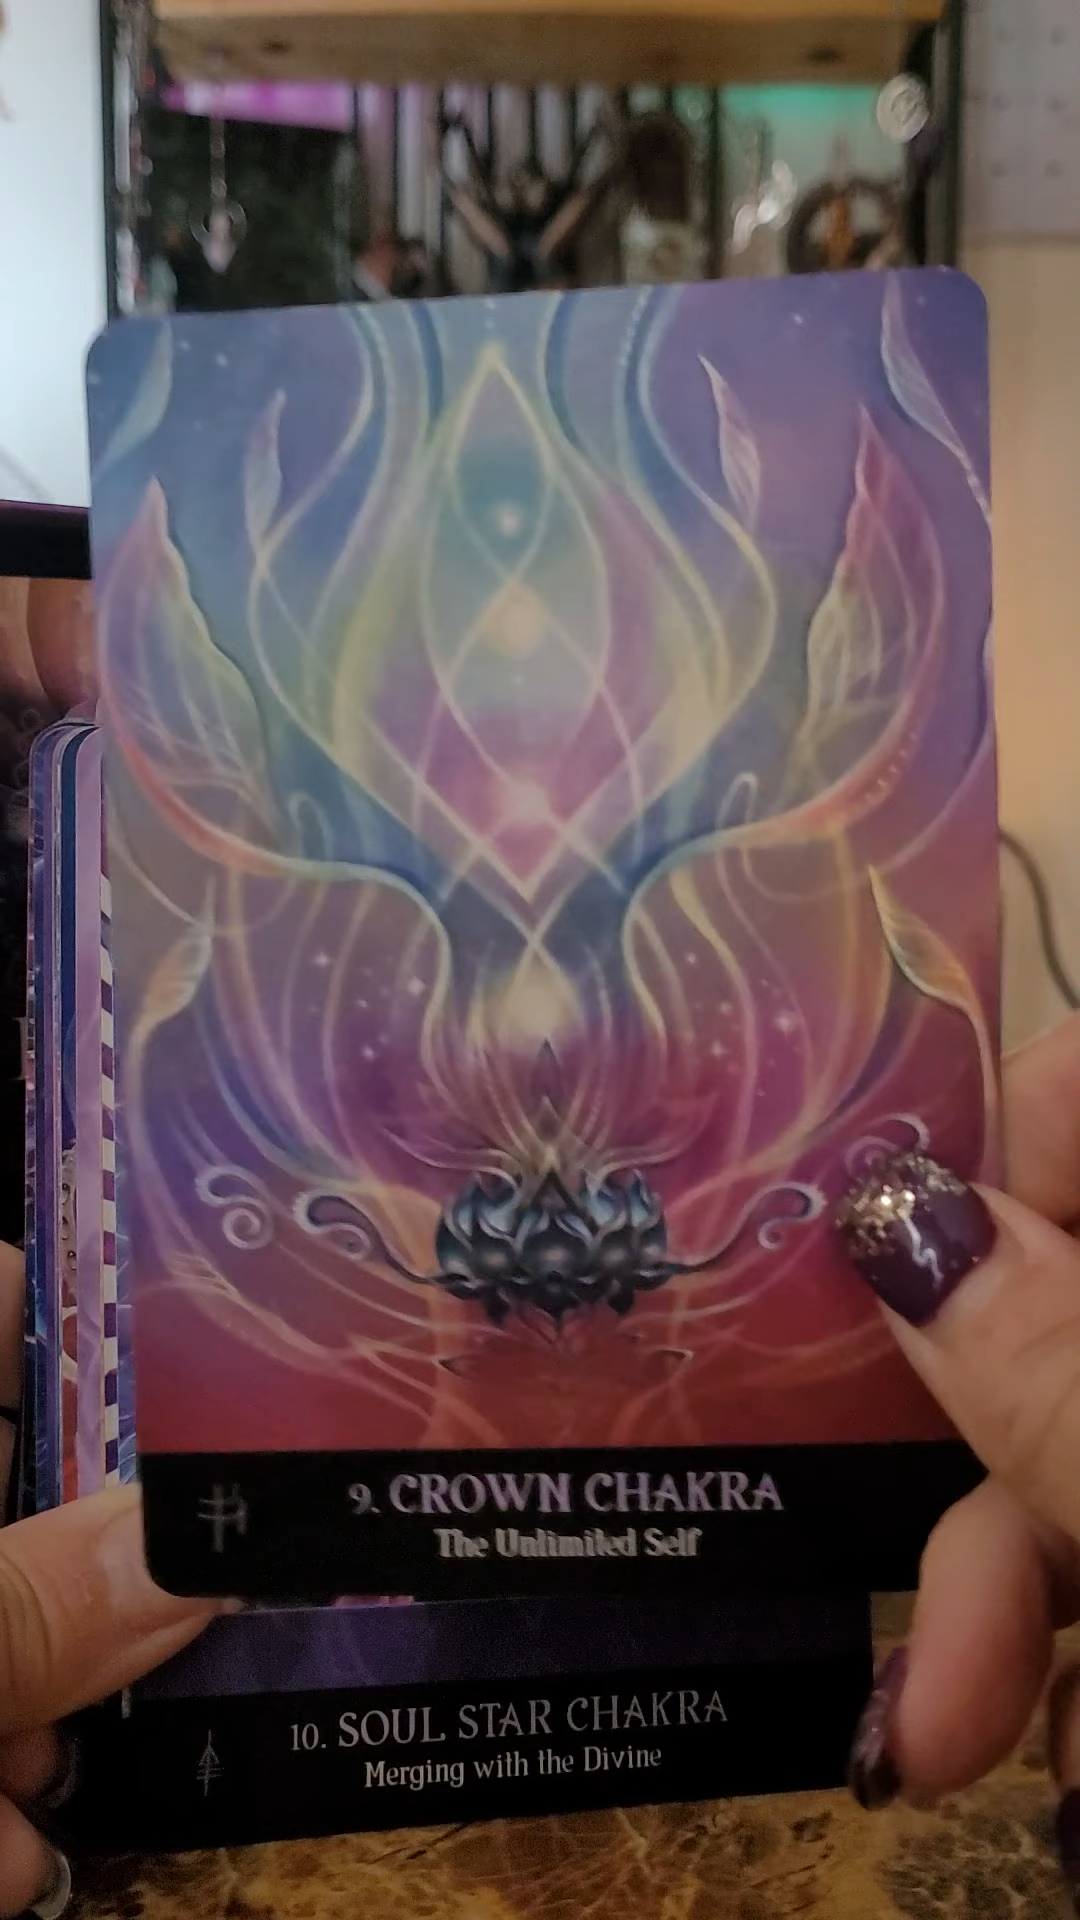 9. CROWN CHAKRA
The Unlimited Self
10. SOUL STAR CHAKRA
Merging with the Divine